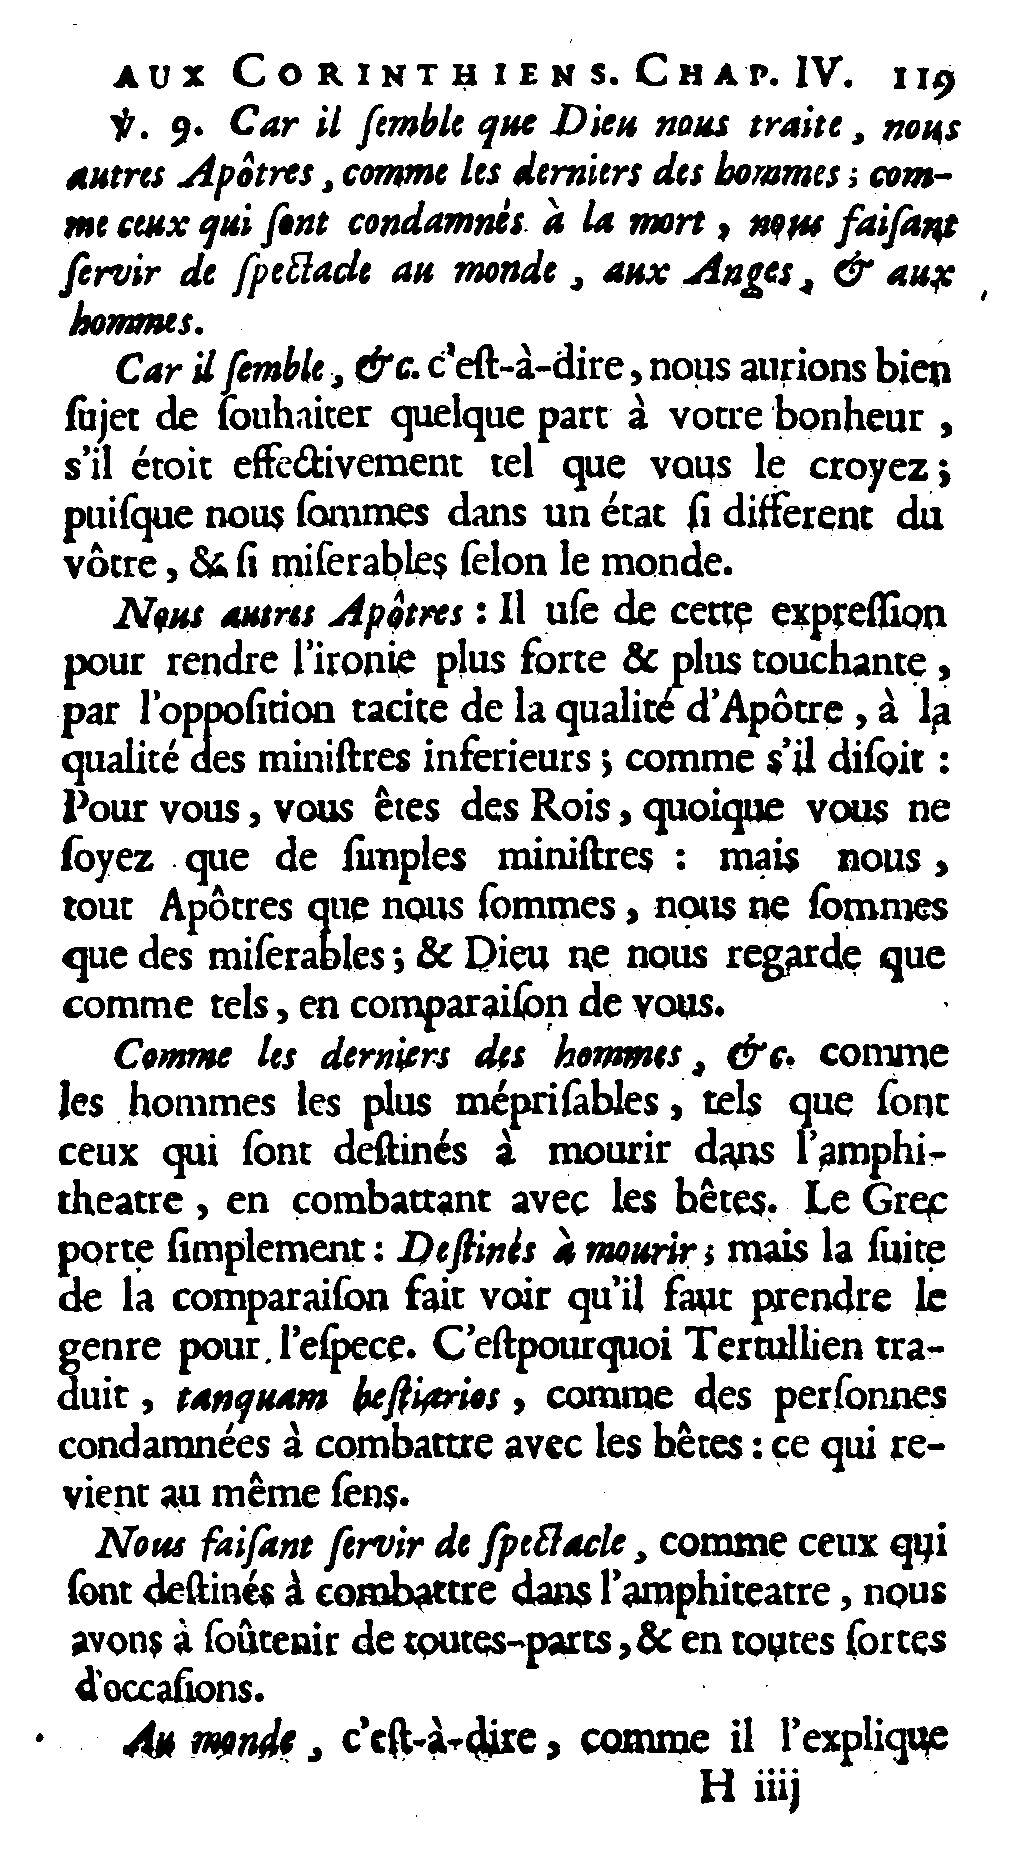 AUX CORINTHIENS. CHAP. IV. 119
℣. 9. Car il ſemble que Dieu nous traite, nous
autres Apôtres, comme les derniers des hommes; com-
me ceux qui ſont condamnés à la mort, nous faiſant
ſervir de ſpectacle au monde, aux Anges, & aux
hommes.
Car il ſemble, &c. c'eſt-à-dire, nous aurions bien
ſujet de ſouhaiter quelque part à votre bonheur,
s'il étoit effectivement tel que vous le croyez;
puiſque nous ſommes dans un état ſi different du
vôtre, & ſi miſerables ſelon le monde.
Nous autres Apôtres : Il uſe de cette expreſſion
pour rendre l'ironie plus forte & plus touchante,
par l'oppoſition tacite de la qualité d'Apôtre, à la
qualité des miniſtres inferieurs; comme s'il diſoit :
Pour vous, vous êtes des Rois, quoique vous ne
ſoyez que de ſimples miniſtres : mais nous,
tout Apôtres que nous ſommes, nous ne ſommes
que des miſerables; & Dieu ne nous regarde que
comme tels, en comparaiſon de vous.
Comme les derniers des hommes, &c. comme
les hommes les plus mépriſables, tels que ſont
ceux qui ſont deſtinés à mourir dans l'amphi-
theatre, en combattant avec les bêtes. Le Grec
porte ſimplement : Deſtinés à mourir; mais la ſuite
de la comparaiſon fait voir qu'il faut prendre le
genre pour l'eſpece. C'eſtpourquoi Tertullien tra-
duit, tanquam beſtiarios, comme des perſonnes
condamnées à combattre avec les bêtes : ce qui re-
vient au même ſens.
Nous faiſant ſervir de ſpectacle, comme ceux qui
ſont deſtinés à combattre dans l'amphiteatre, nous
avons à ſoûtenir de toutes-parts, & en toutes ſortes
d'occaſions.
Au monde, c'eſt-à-dire, comme il l'explique
H iiij